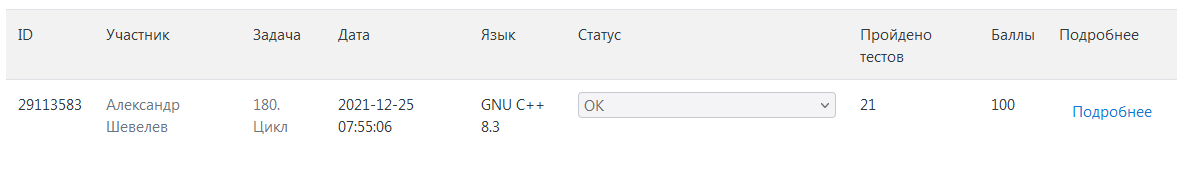 ID Участник Задача Дата Язык Статус Пройдено тестов Баллы Подробнее
29113583 Александр Шевелев 180. Цикл 2021-12-25 07:55:06 GNU C++ 8.3 OK 21 100 Подробнее